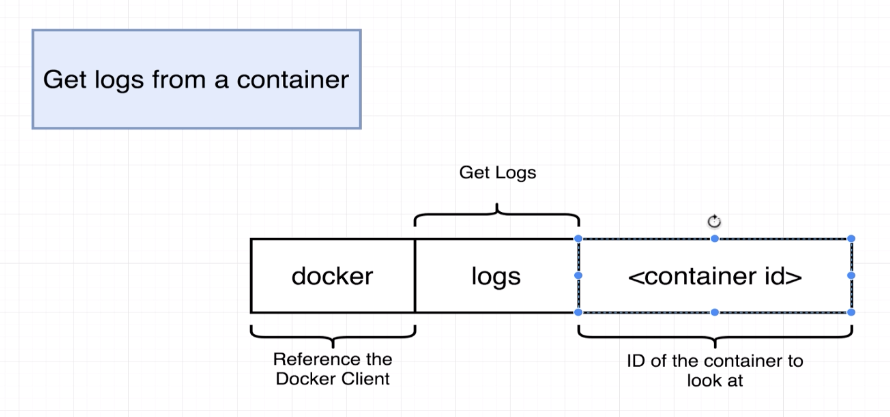 Get logs from a container
Get Logs
docker
logs
<container id>
Reference the
Docker Client
ID of the container to
look at